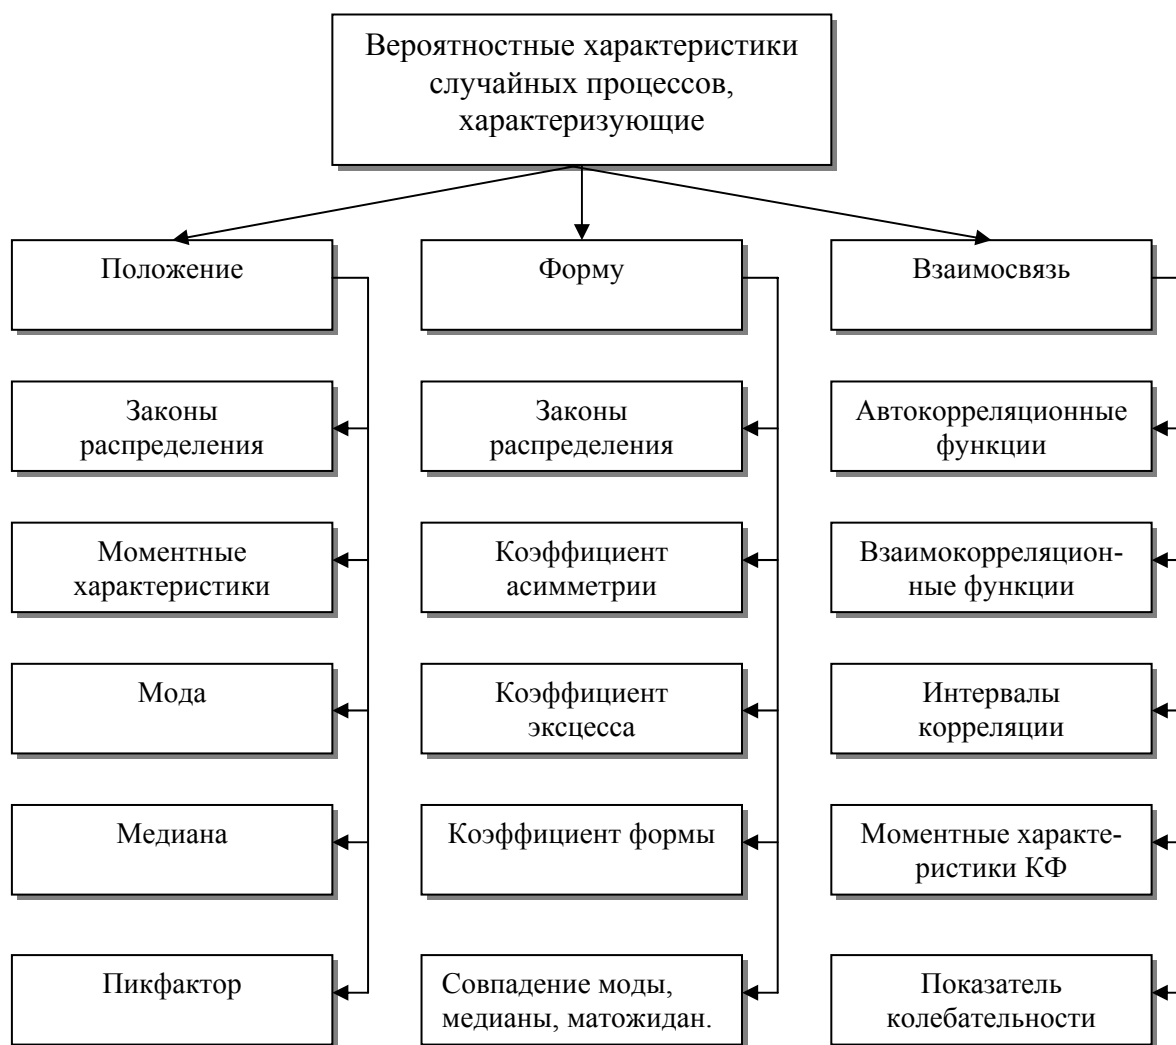 Вероятностные характеристики
случайных процессов,
характеризующие
Положение
Форму
Взаимосвязь
Законы
распределения
Законы
распределения
Автокорреляционные
функции
Моментные
характеристики
Коэффициент
асимметрии
Взаимокорреляцион-
ные функции
Мода
Коэффициент
эксцесса
Интервалы
корреляции
Медиана
Коэффициент формы
Моментные характе-
ристики КФ
Пикфактор
Совпадение моды,
медианы, матожидан.
Показатель
колебательности